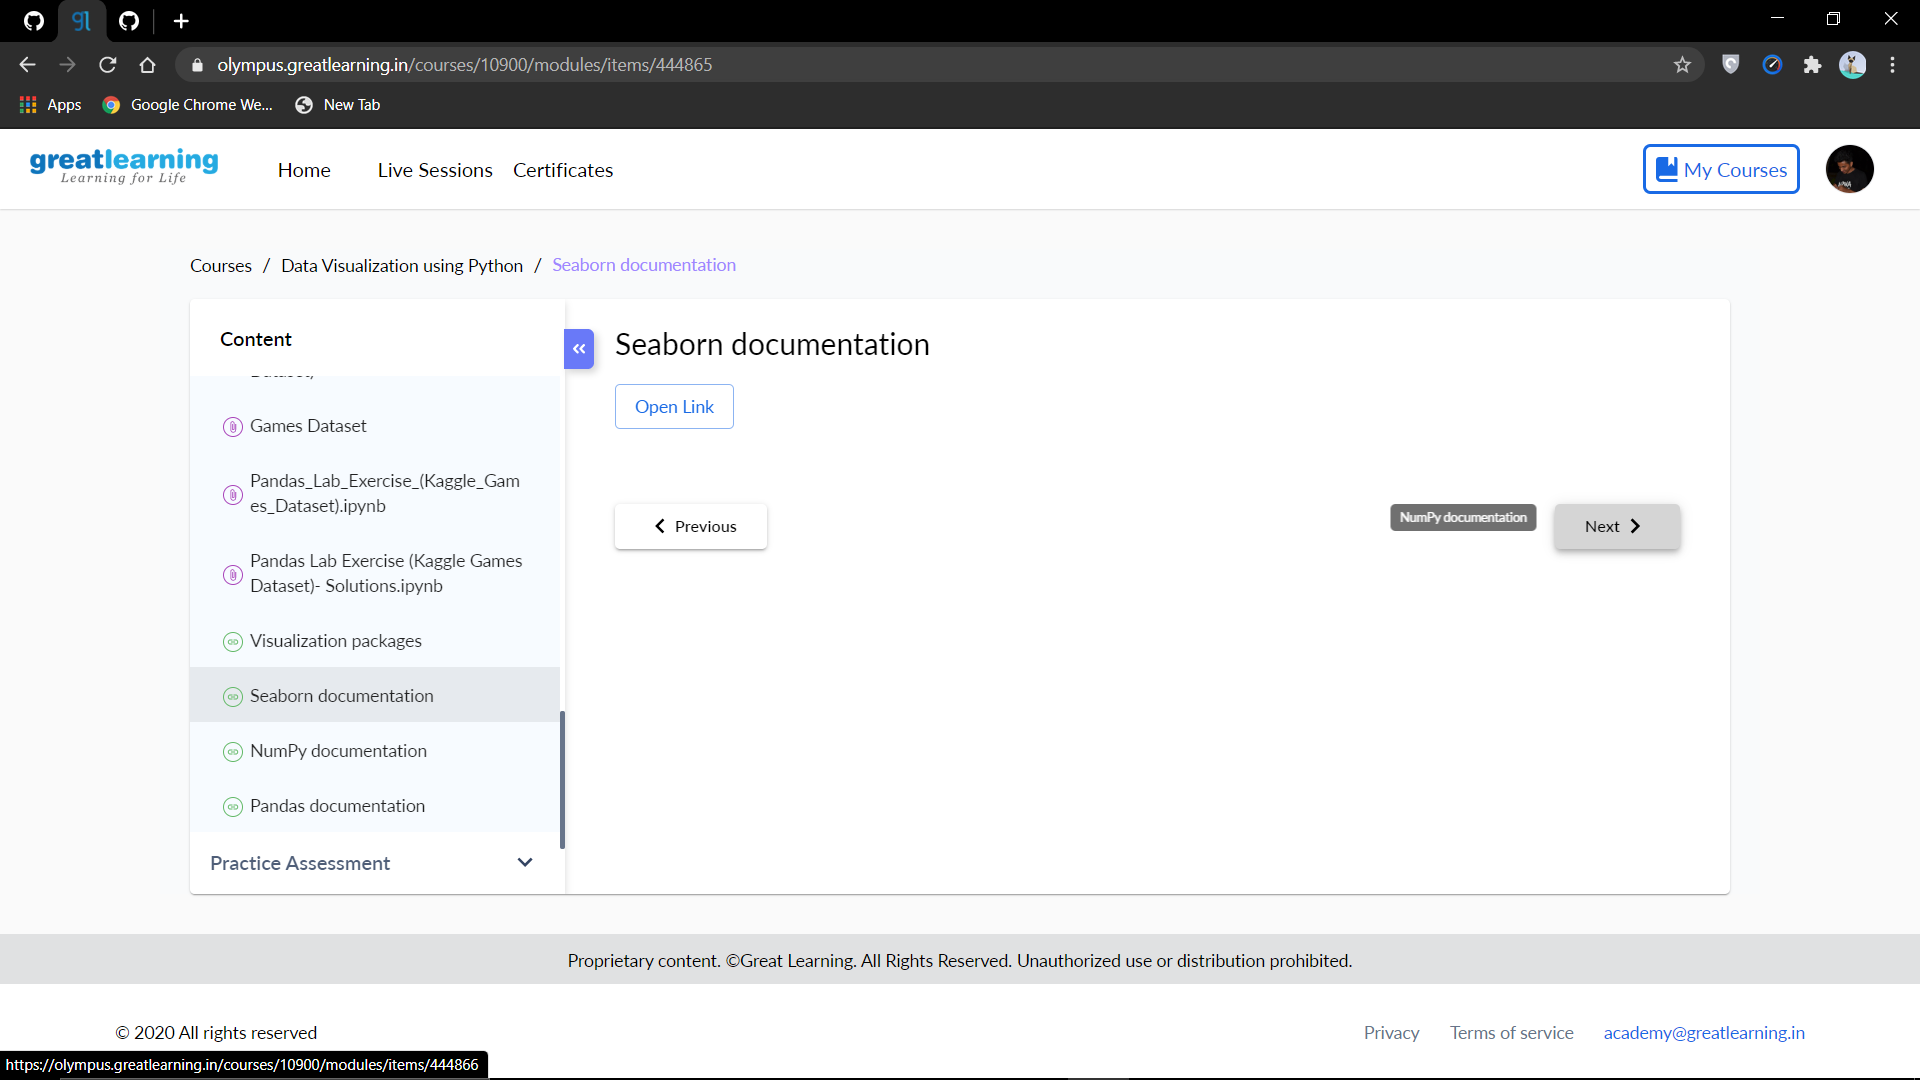 gl
olympus.greatlearning.in/courses/10900/modules/items/444865
Apps
Google Chrome We...
New Tab
greatlearning
Learning for Life
Home
Live Sessions
Certificates
My Courses
Courses / Data Visualization using Python / Seaborn documentation
Content
Games Dataset
Pandas_Lab_Exercise_(Kaggle_Gam
es_Dataset).ipynb
Pandas Lab Exercise (Kaggle Games
Dataset)- Solutions.ipynb
Visualization packages
Seaborn documentation
NumPy documentation
Pandas documentation
Practice Assessment
Seaborn documentation
Open Link
Previous
NumPy documentation
Next
Proprietary content. ©Great Learning. All Rights Reserved. Unauthorized use or distribution prohibited.
© 2020 All rights reserved
Privacy
Terms of service
academy@greatlearning.in
https://olympus.greatlearning.in/courses/10900/modules/items/444866